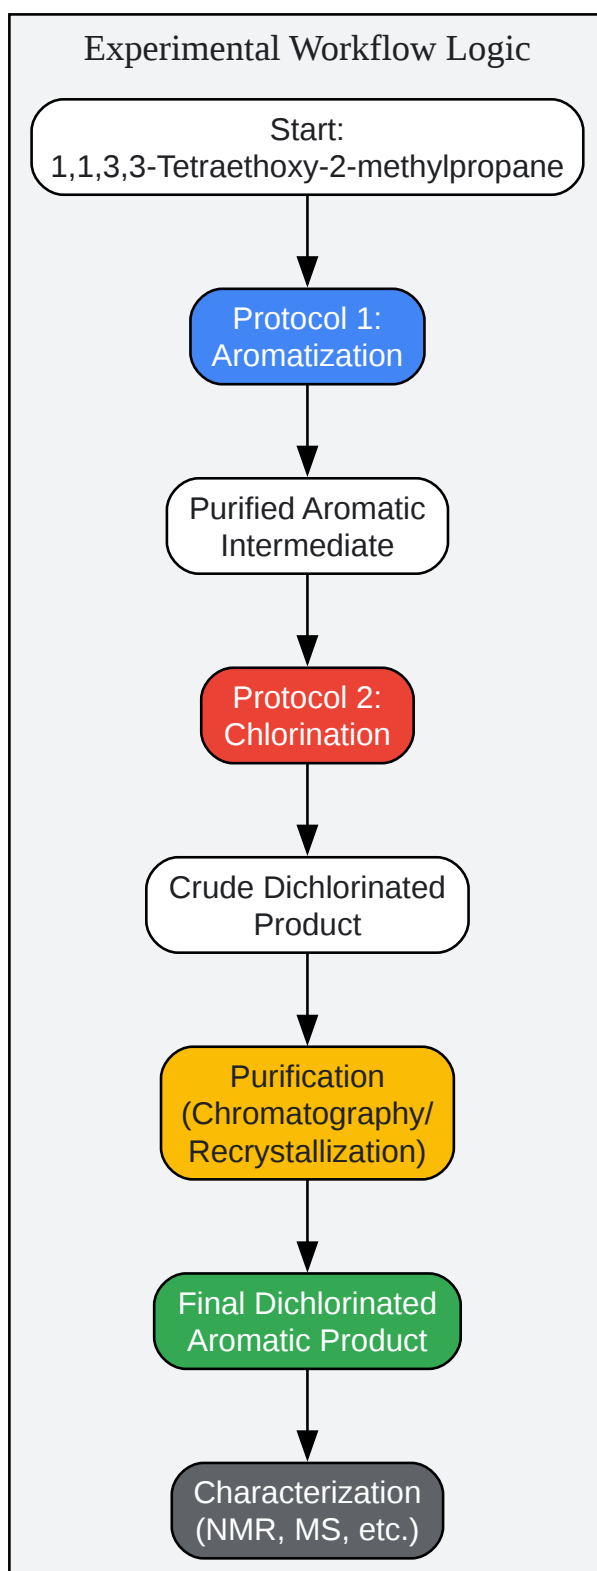 Experimental Workflow Logic
Start:
1,1,3,3-Tetraethoxy-2-methylpropane
Protocol 1:
Aromatization
Purified Aromatic
Intermediate
Protocol 2:
Chlorination
Crude Dichlorinated
Product
Purification
(Chromatography/
Recrystallization)
Final Dichlorinated
Aromatic Product
Characterization
(NMR, MS, etc.)